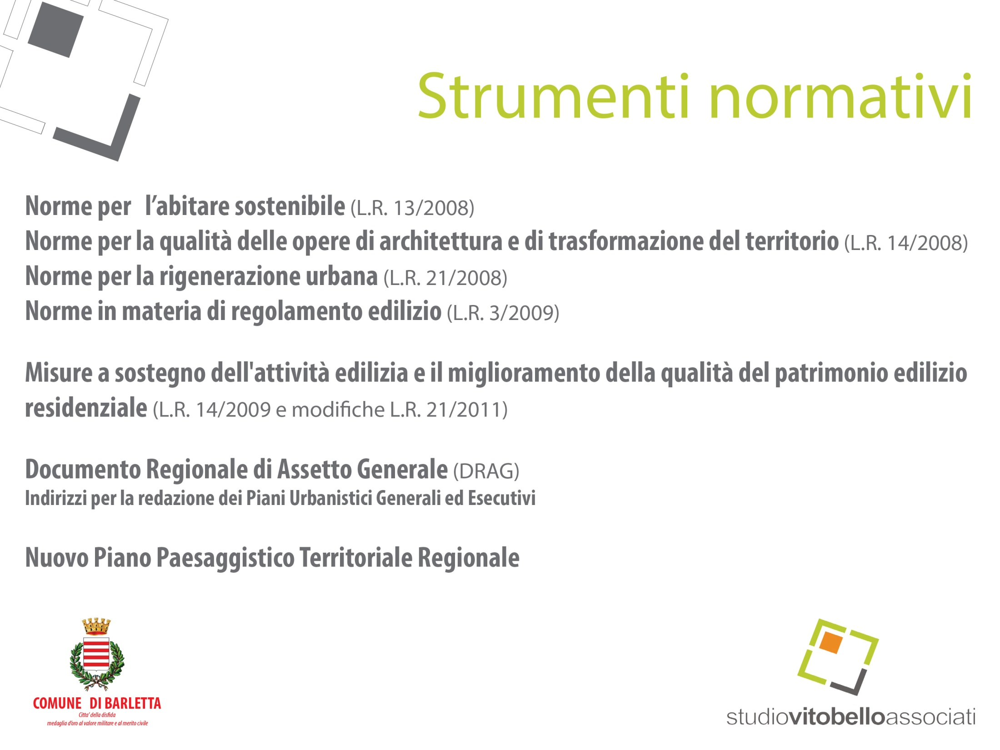 Strumenti normativi
Norme per l’abitare sostenibile (L.R. 13/2008)
Norme per la qualità delle opere di architettura e di trasformazione del territorio (L.R. 14/2008)
Norme per la rigenerazione urbana (L.R. 21/2008)
Norme in materia di regolamento edilizio (L.R. 3/2009)
Misure a sostegno dell'attività edilizia e il miglioramento della qualità del patrimonio edilizio
residenziale (L.R. 14/2009 e modifiche L.R. 21/2011)
Documento Regionale di Assetto Generale (DRAG)
Indirizzi per la redazione dei Piani Urbanistici Generali ed Esecutivi
Nuovo Piano Paesaggistico Territoriale Regionale
COMUNE DI BARLETTA
Citta’ della disfida
medaglia d’oro al valore militare e al merito civile
studiovitobelloassociati